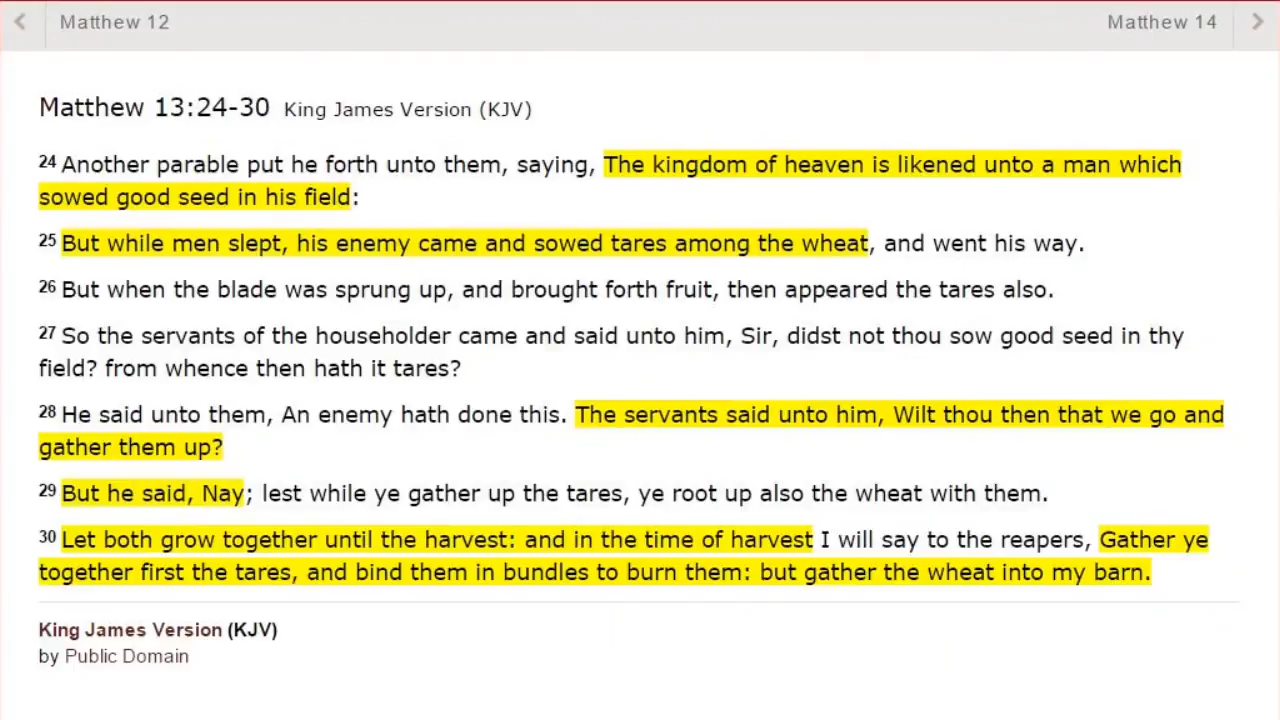 Matthew 12
Matthew 14
Matthew 13:24-30 King James Version (KJV)
24 Another parable put he forth unto them, saying, The kingdom of heaven is likened unto a man which
sowed good seed in his field:
25 But while men slept, his enemy came and sowed tares among the wheat, and went his way.
26 But when the blade was sprung up, and brought forth fruit, then appeared the tares also.
27 So the servants of the householder came and said unto him, Sir, didst not thou sow good seed in thy
field? from whence then hath it tares?
28 He said unto them, An enemy hath done this. The servants said unto him, Wilt thou then that we go and
gather them up?
29 But he said, Nay; lest while ye gather up the tares, ye root up also the wheat with them.
30 Let both grow together until the harvest: and in the time of harvest I will say to the reapers, Gather ye
together first the tares, and bind them in bundles to burn them: but gather the wheat into my barn.
King James Version (KJV)
by Public Domain